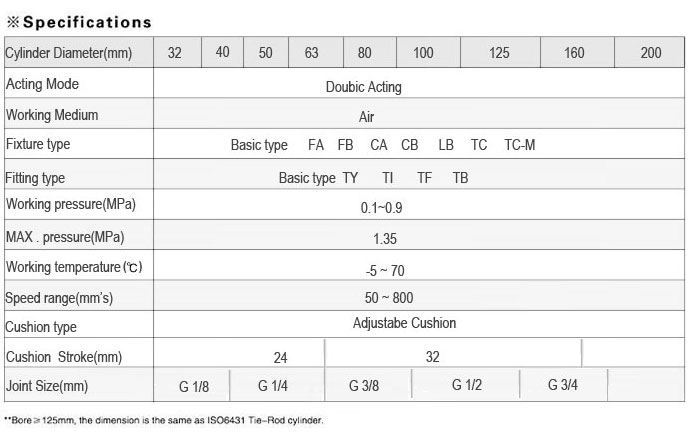 ※Specifications
Cylinder Diameter(mm) 32 40 50 63 80 100 125 160 200
Acting Mode Doubic Acting
Working Medium Air
Fixture type Basic type FA FB CA CB LB TC TC-M
Fitting type Basic type TY TI TF TB
Working pressure(MPa) 0.1~0.9
MAX . pressure(MPa) 1.35
Working temperature(℃) -5 ~ 70
Speed range(mm's) 50 ~ 800
Cushion type Adjustabe Cushion
Cushion Stroke(mm) 24 32
Joint Size(mm) G 1/8 G 1/4 G 3/8 G 1/2 G 3/4
**Bore≥125mm, the dimension is the same as ISO6431 Tie-Rod cylinder.